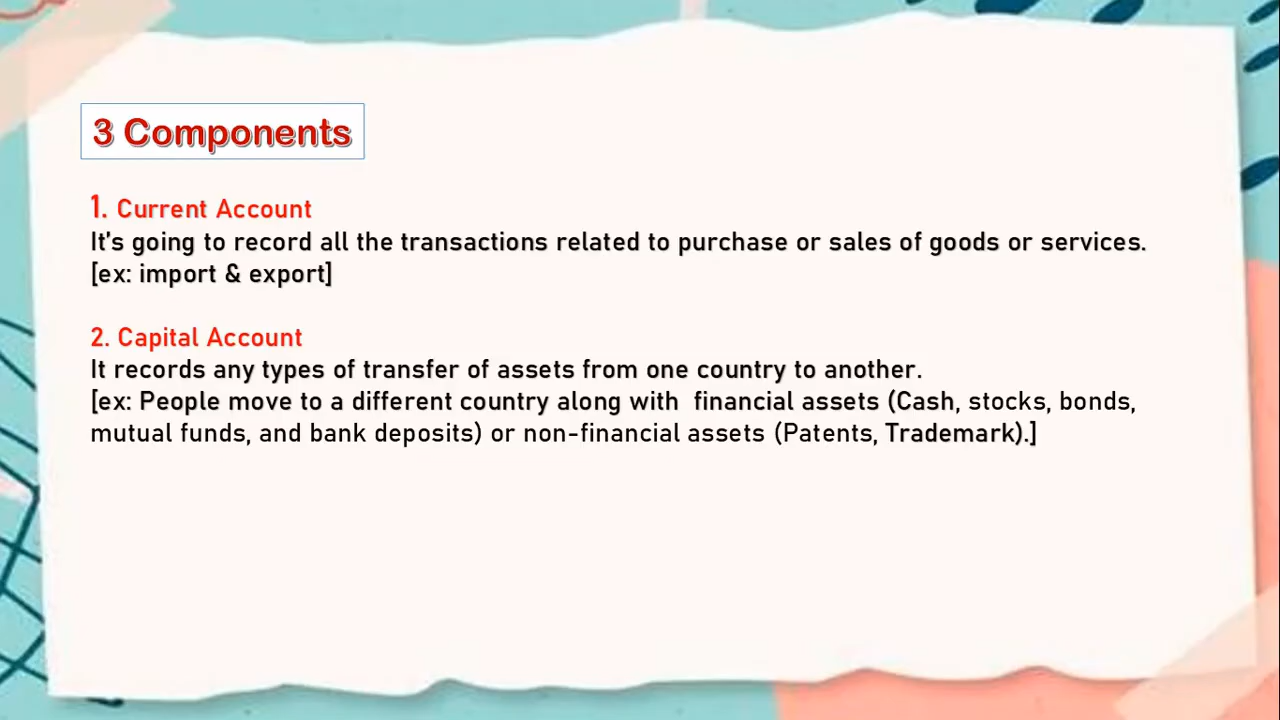 3 Components
1. Current Account
It's going to record all the transactions related to purchase or sales of goods or services.
[ex: import & export]
2. Capital Account
It records any types of transfer of assets from one country to another.
[ex: People move to a different country along with  financial assets (Cash, stocks, bonds,
mutual funds, and bank deposits) or non-financial assets (Patents, Trademark).]